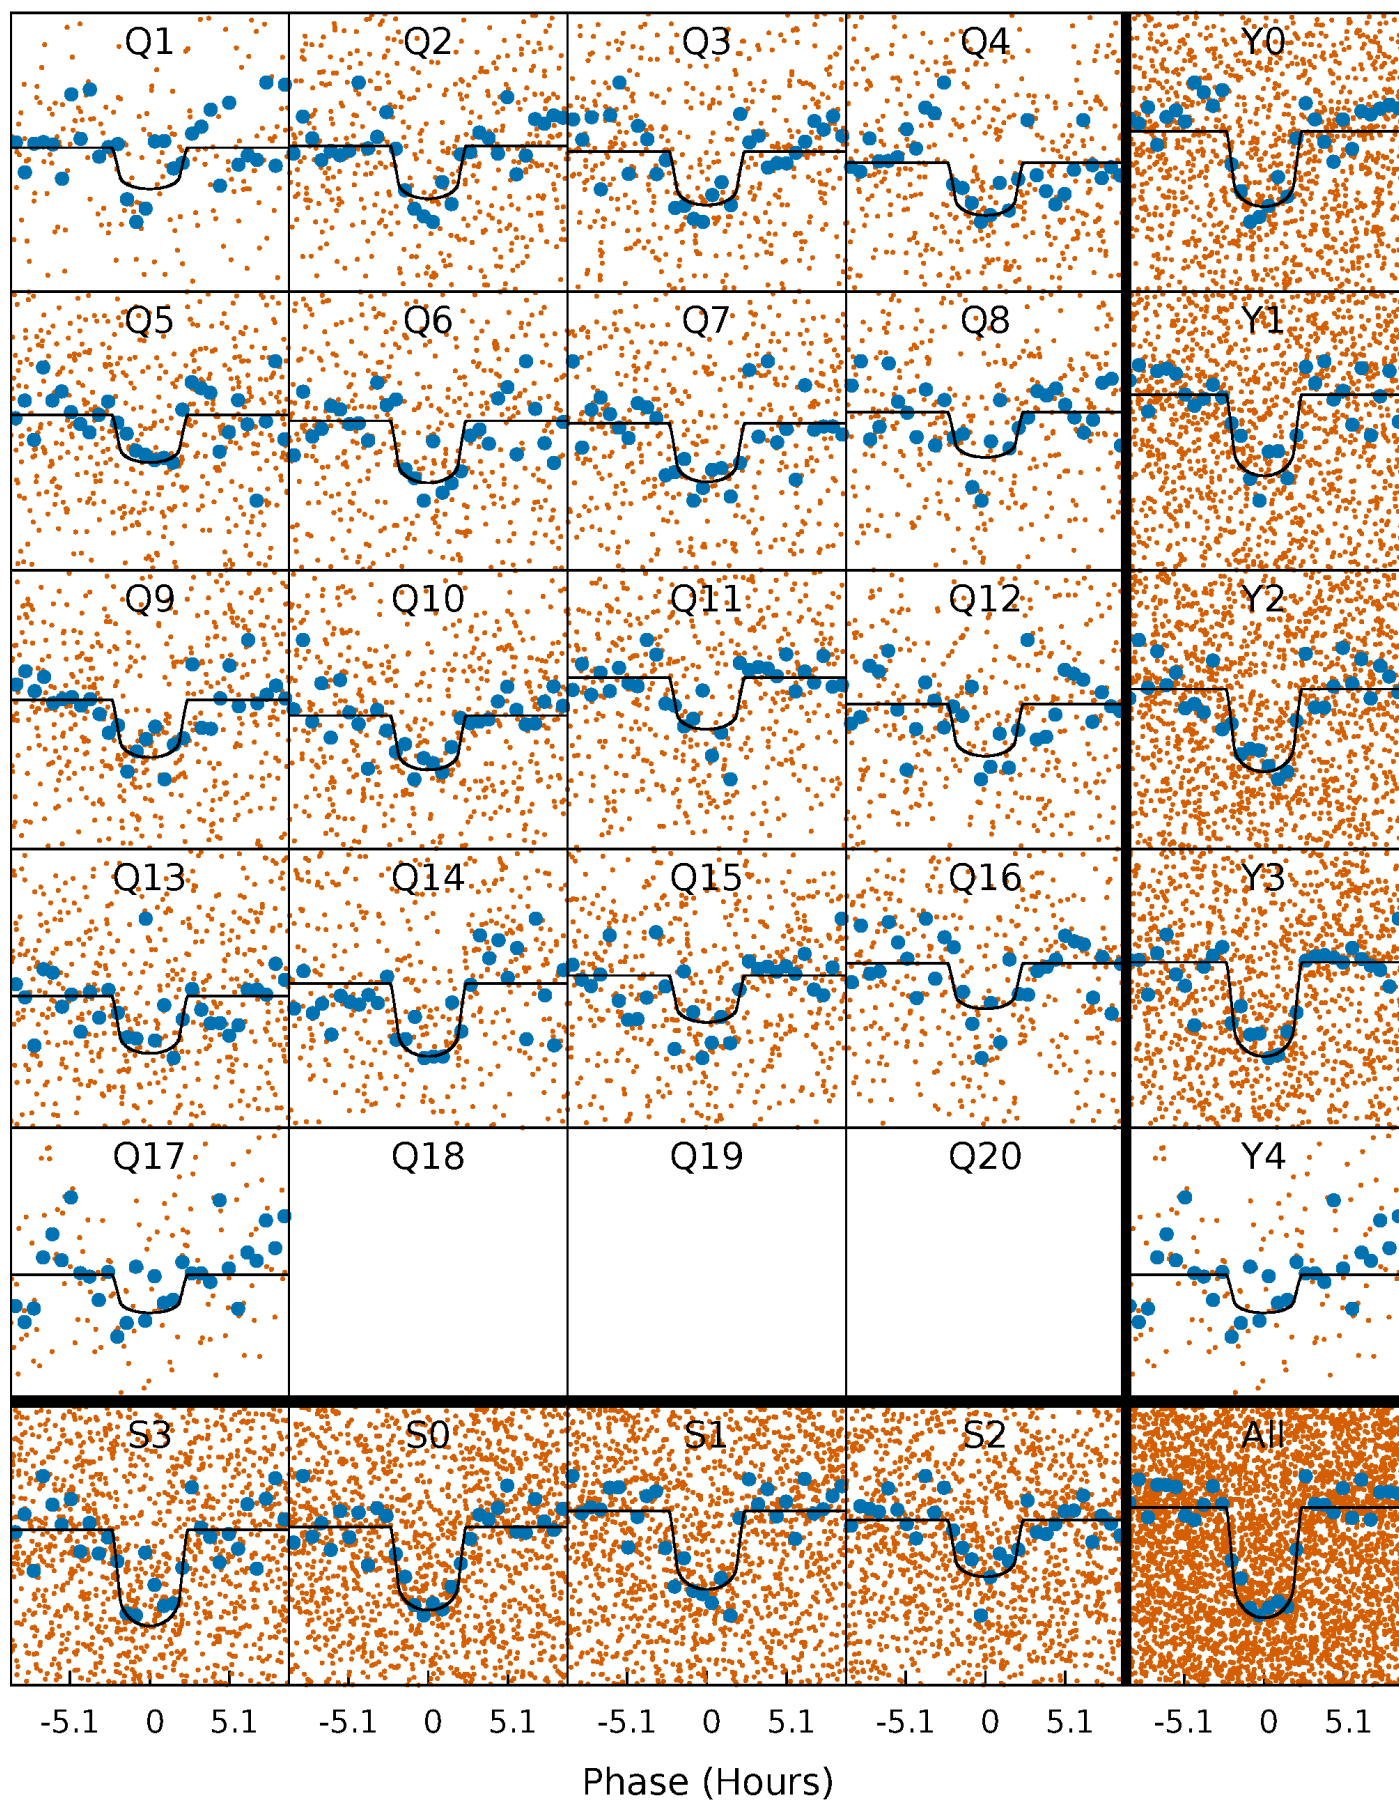 Q1 Q2 Q3 Q4 Y0
Q5 Q6 Q7 Q8 Y1
Q9 Q10 Q11 Q12 Y2
Q13 Q14 Q15 Q16 Y3
Q17 Q18 Q19 Q20 Y4
S3 S0 S1 S2 All
-5.1 0 5.1 -5.1 0 5.1 -5.1 0 5.1 -5.1 0 5.1 -5.1 0 5.1
Phase (Hours)